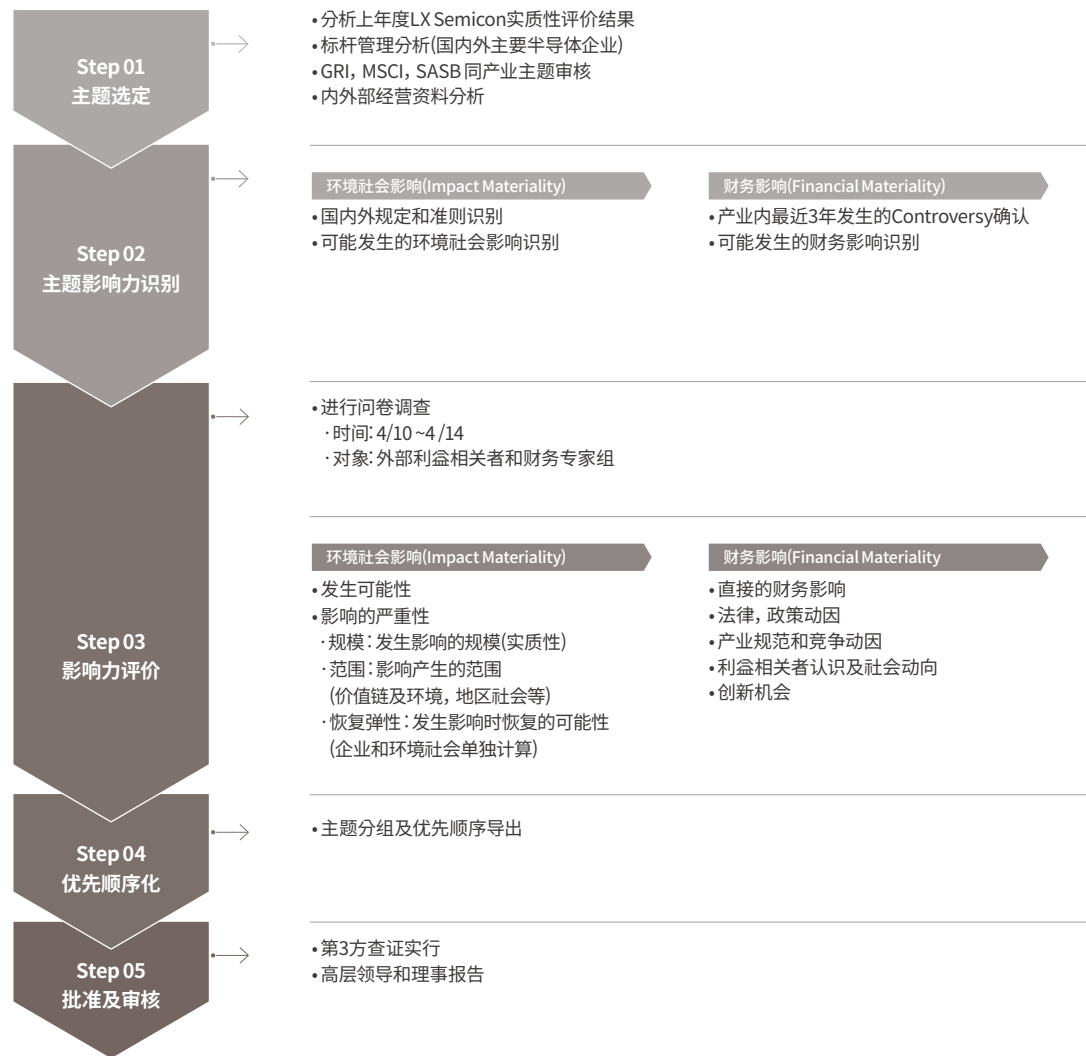 Step 01
主题选定
•分析上年度LX Semicon实质性评价结果
•标杆管理分析(国内外主要半导体企业)
•GRI, MSCI, SASB 同产业主题审核
•内外部经营资料分析
Step 02
主题影响力识别
环境社会影响(Impact Materiality)
•国内外规定和准则识别
•可能发生的环境社会影响识别
财务影响(Financial Materiality)
•产业内最近3年发生的Controversy确认
•可能发生的财务影响识别
Step 03
影响力评价
•进行问卷调查
·时间: 4/10 ~4 /14
·对象: 外部利益相关者和财务专家组
环境社会影响(Impact Materiality)
•发生可能性
•影响的严重性
·规模 : 发生影响的规模(实质性)
·范围 : 影响产生的范围
(价值链及环境, 地区社会等)
·恢复弹性 : 发生影响时恢复的可能性
(企业和环境社会单独计算)
财务影响(Financial Materiality
•直接的财务影响
•法律, 政策动因
•产业规范和竞争动因
•利益相关者认识及社会动向
•创新机会
Step 04
优先顺序化
•主题分组及优先顺序导出
Step 05
批准及审核
•第3方查证实行
•高层领导和理事报告